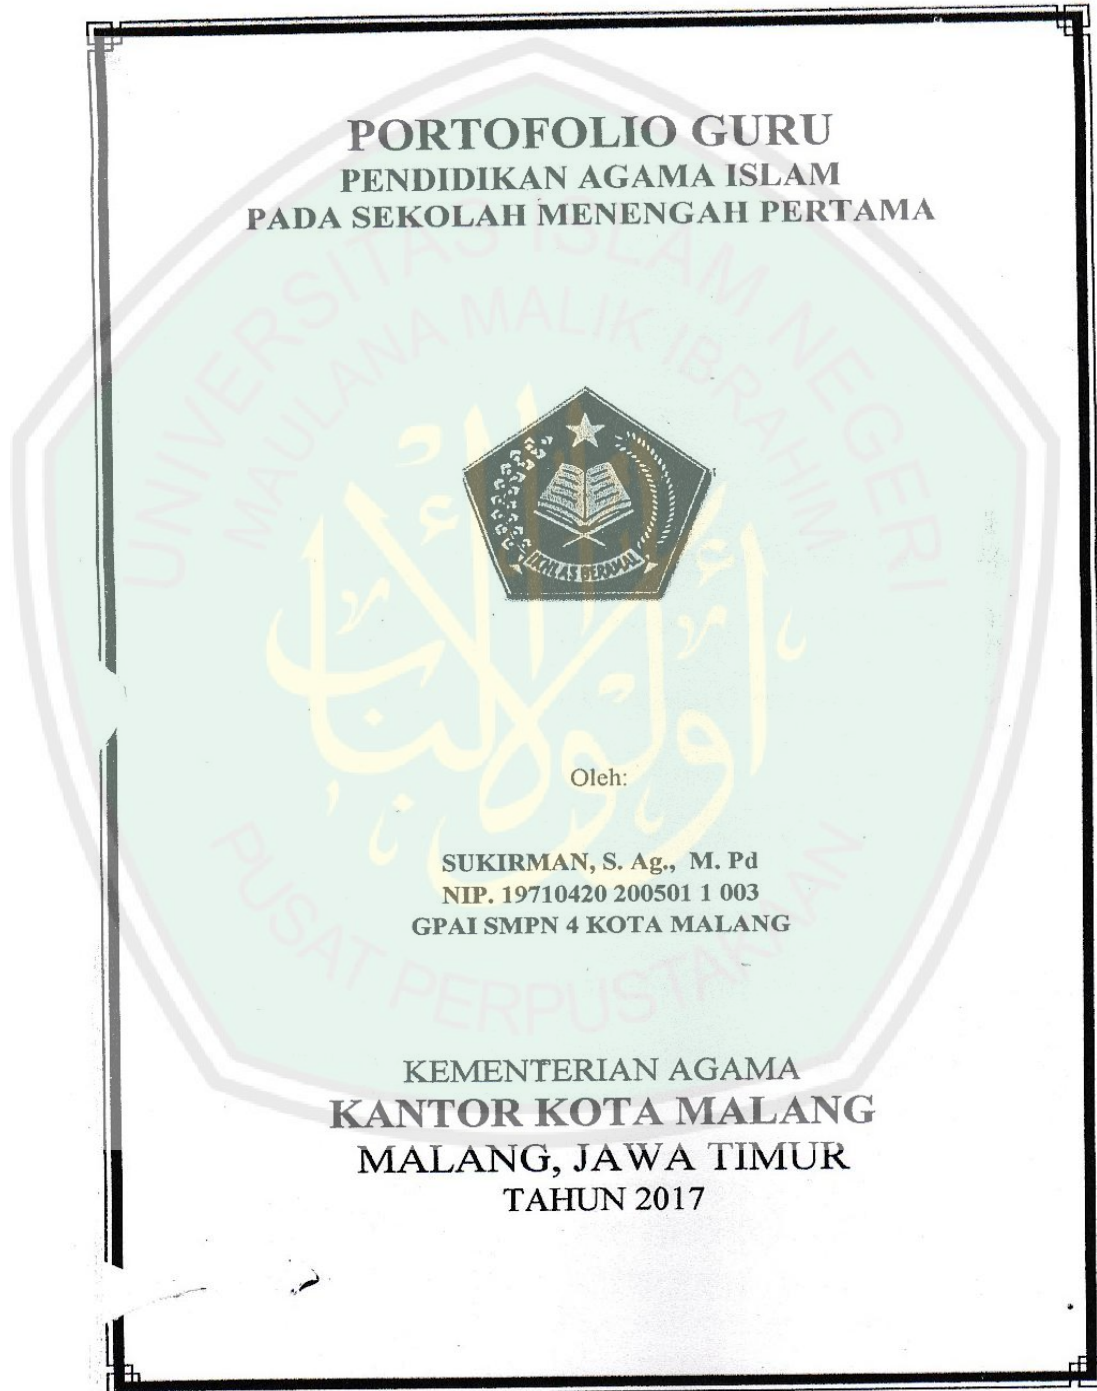 PORTOFOLIO GURU
PENDIDIKAN AGAMA ISLAM
PADA SEKOLAH MENENGAH PERTAMA
UNIVERSITAS ISLAM NEGERI
MAULANA MALIK IBRAHIM
IKHLAS BERAMAL
Oleh:
SUKIRMAN, S. Ag., M. Pd
NIP. 19710420 200501 1 003
GPAI SMPN 4 KOTA MALANG
PUSAT PERPUSTAKAAN
KEMENTERIAN AGAMA
KANTOR KOTA MALANG
MALANG, JAWA TIMUR
TAHUN 2017